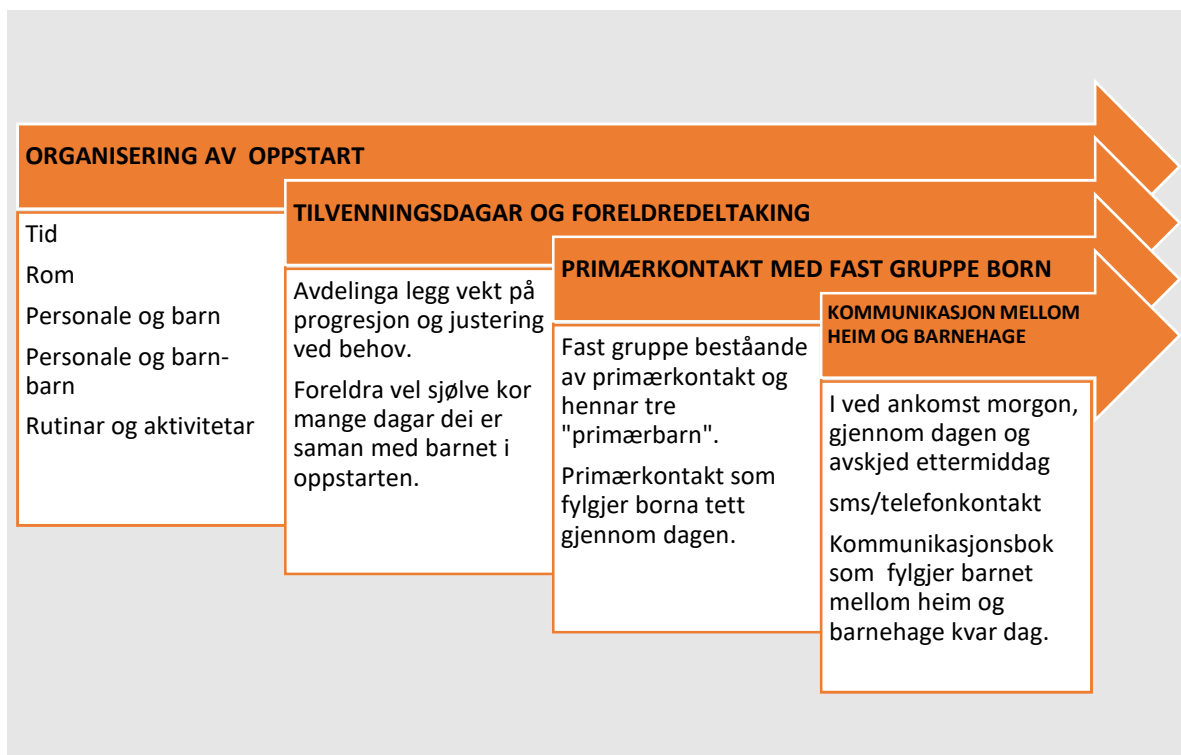 ORGANISERING AV OPPSTART
Tid
Rom
Personale og barn
Personale og barn-
barn
Rutinar og aktivitetar
TILVENNINGSDAGAR OG FORELDREDELTAKING
Avdelinga legg vekt på
progresjon og justering
ved behov.
Foreldra vel sjølve kor
mange dagar dei er
saman med barnet i
oppstarten.
PRIMÆRKONTAKT MED FAST GRUPPE BORN
Fast gruppe beståande
av primærkontakt og
hennar tre
"primærbarn".
Primærkontakt som
fylgjer borna tett
gjennom dagen.
KOMMUNIKASJON MELLOM
HEIM OG BARNEHAGE
I ved ankomst morgon,
gjennom dagen og
avskjed ettermiddag
sms/telefonkontakt
Kommunikasjonsbok
som fylgjer barnet
mellom heim og
barnehage kvar dag.